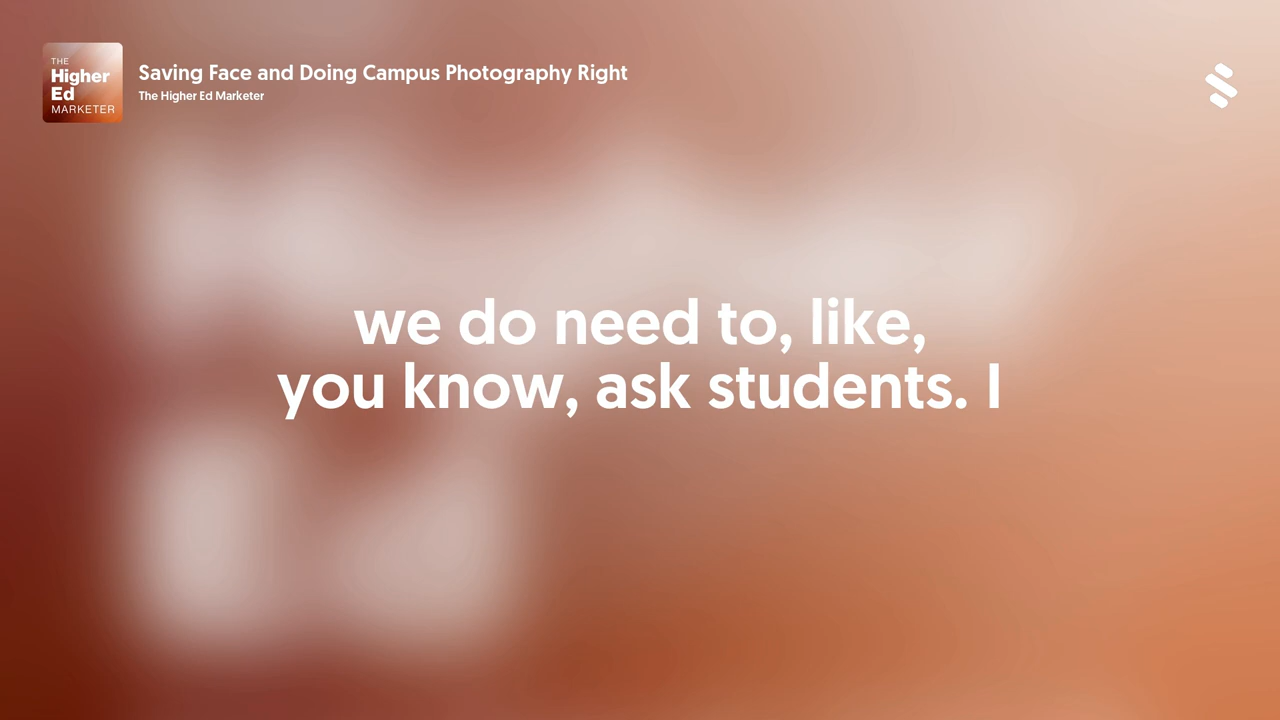 THE
Higher
Ed
MARKETER
Saving Face and Doing Campus Photography Right
The Higher Ed Marketer
we do need to, like,
you know, ask students. I